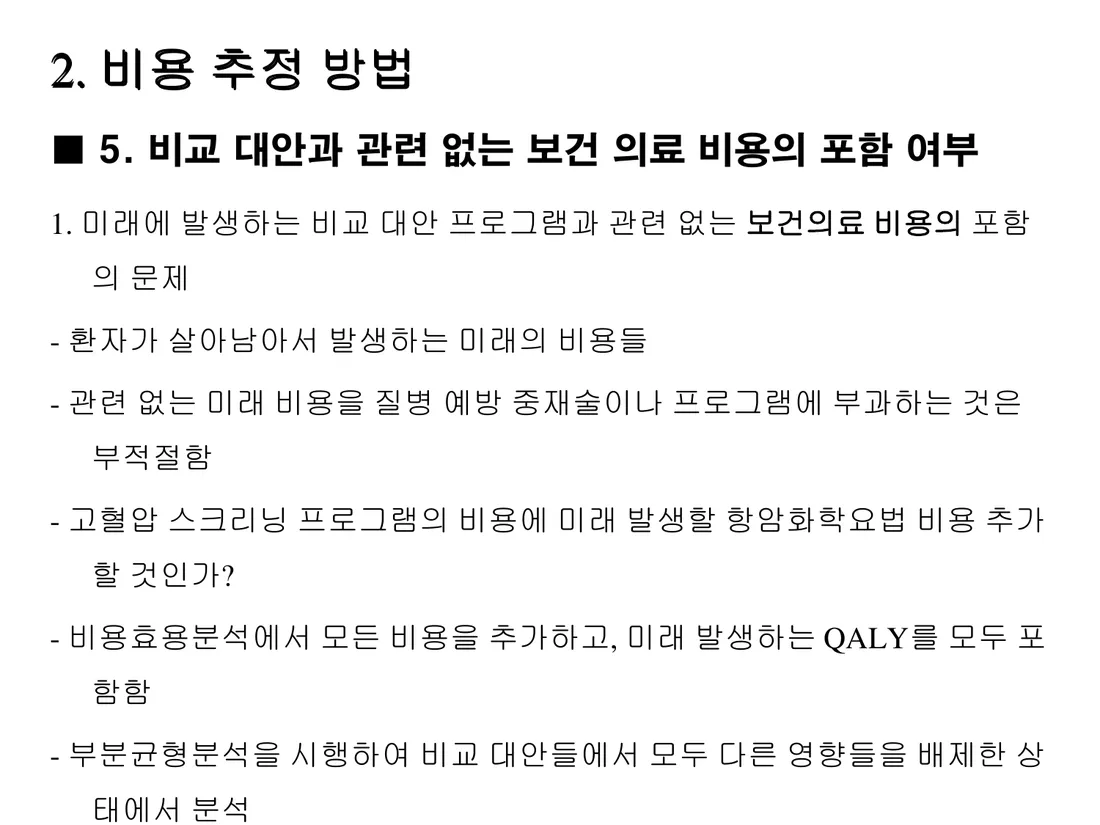 2. 비용 추정 방법
■ 5. 비교 대안과 관련 없는 보건 의료 비용의 포함 여부
1. 미래에 발생하는 비교 대안 프로그램과 관련 없는 보건의료 비용의 포함
의 문제
- 환자가 살아남아서 발생하는 미래의 비용들
- 관련 없는 미래 비용을 질병 예방 중재술이나 프로그램에 부과하는 것은
부적절함
- 고혈압 스크리닝 프로그램의 비용에 미래 발생할 항암화학요법 비용 추가
할 것인가?
- 비용효용분석에서 모든 비용을 추가하고, 미래 발생하는 QALY를 모두 포
함함
- 부분균형분석을 시행하여 비교 대안들에서 모두 다른 영향들을 배제한 상
태에서 분석